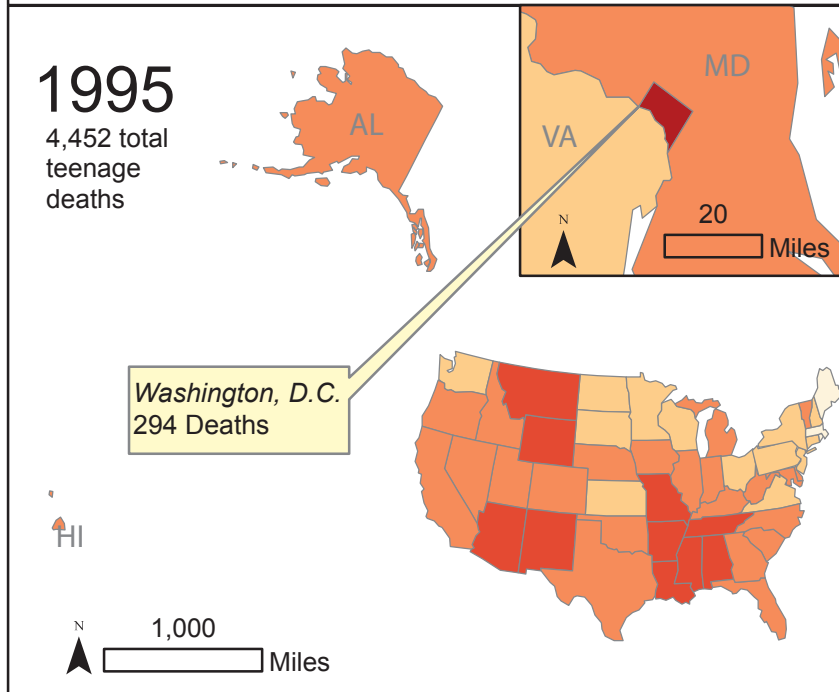 1995
4,452 total
teenage
deaths
AL
MD
VA
N
20
Miles
Washington, D.C.
294 Deaths
HI
N
1,000
Miles